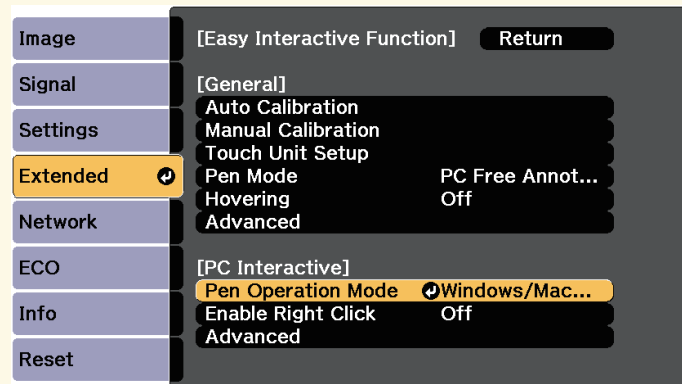 Image
Signal
Settings
Extended
Network
ECO
Info
Reset
[Easy Interactive Function] Return
[General]
Auto Calibration
Manual Calibration
Touch Unit Setup
Pen Mode PC Free Annot...
Hovering Off
Advanced
[PC Interactive]
Pen Operation Mode Windows/Mac...
Enable Right Click Off
Advanced